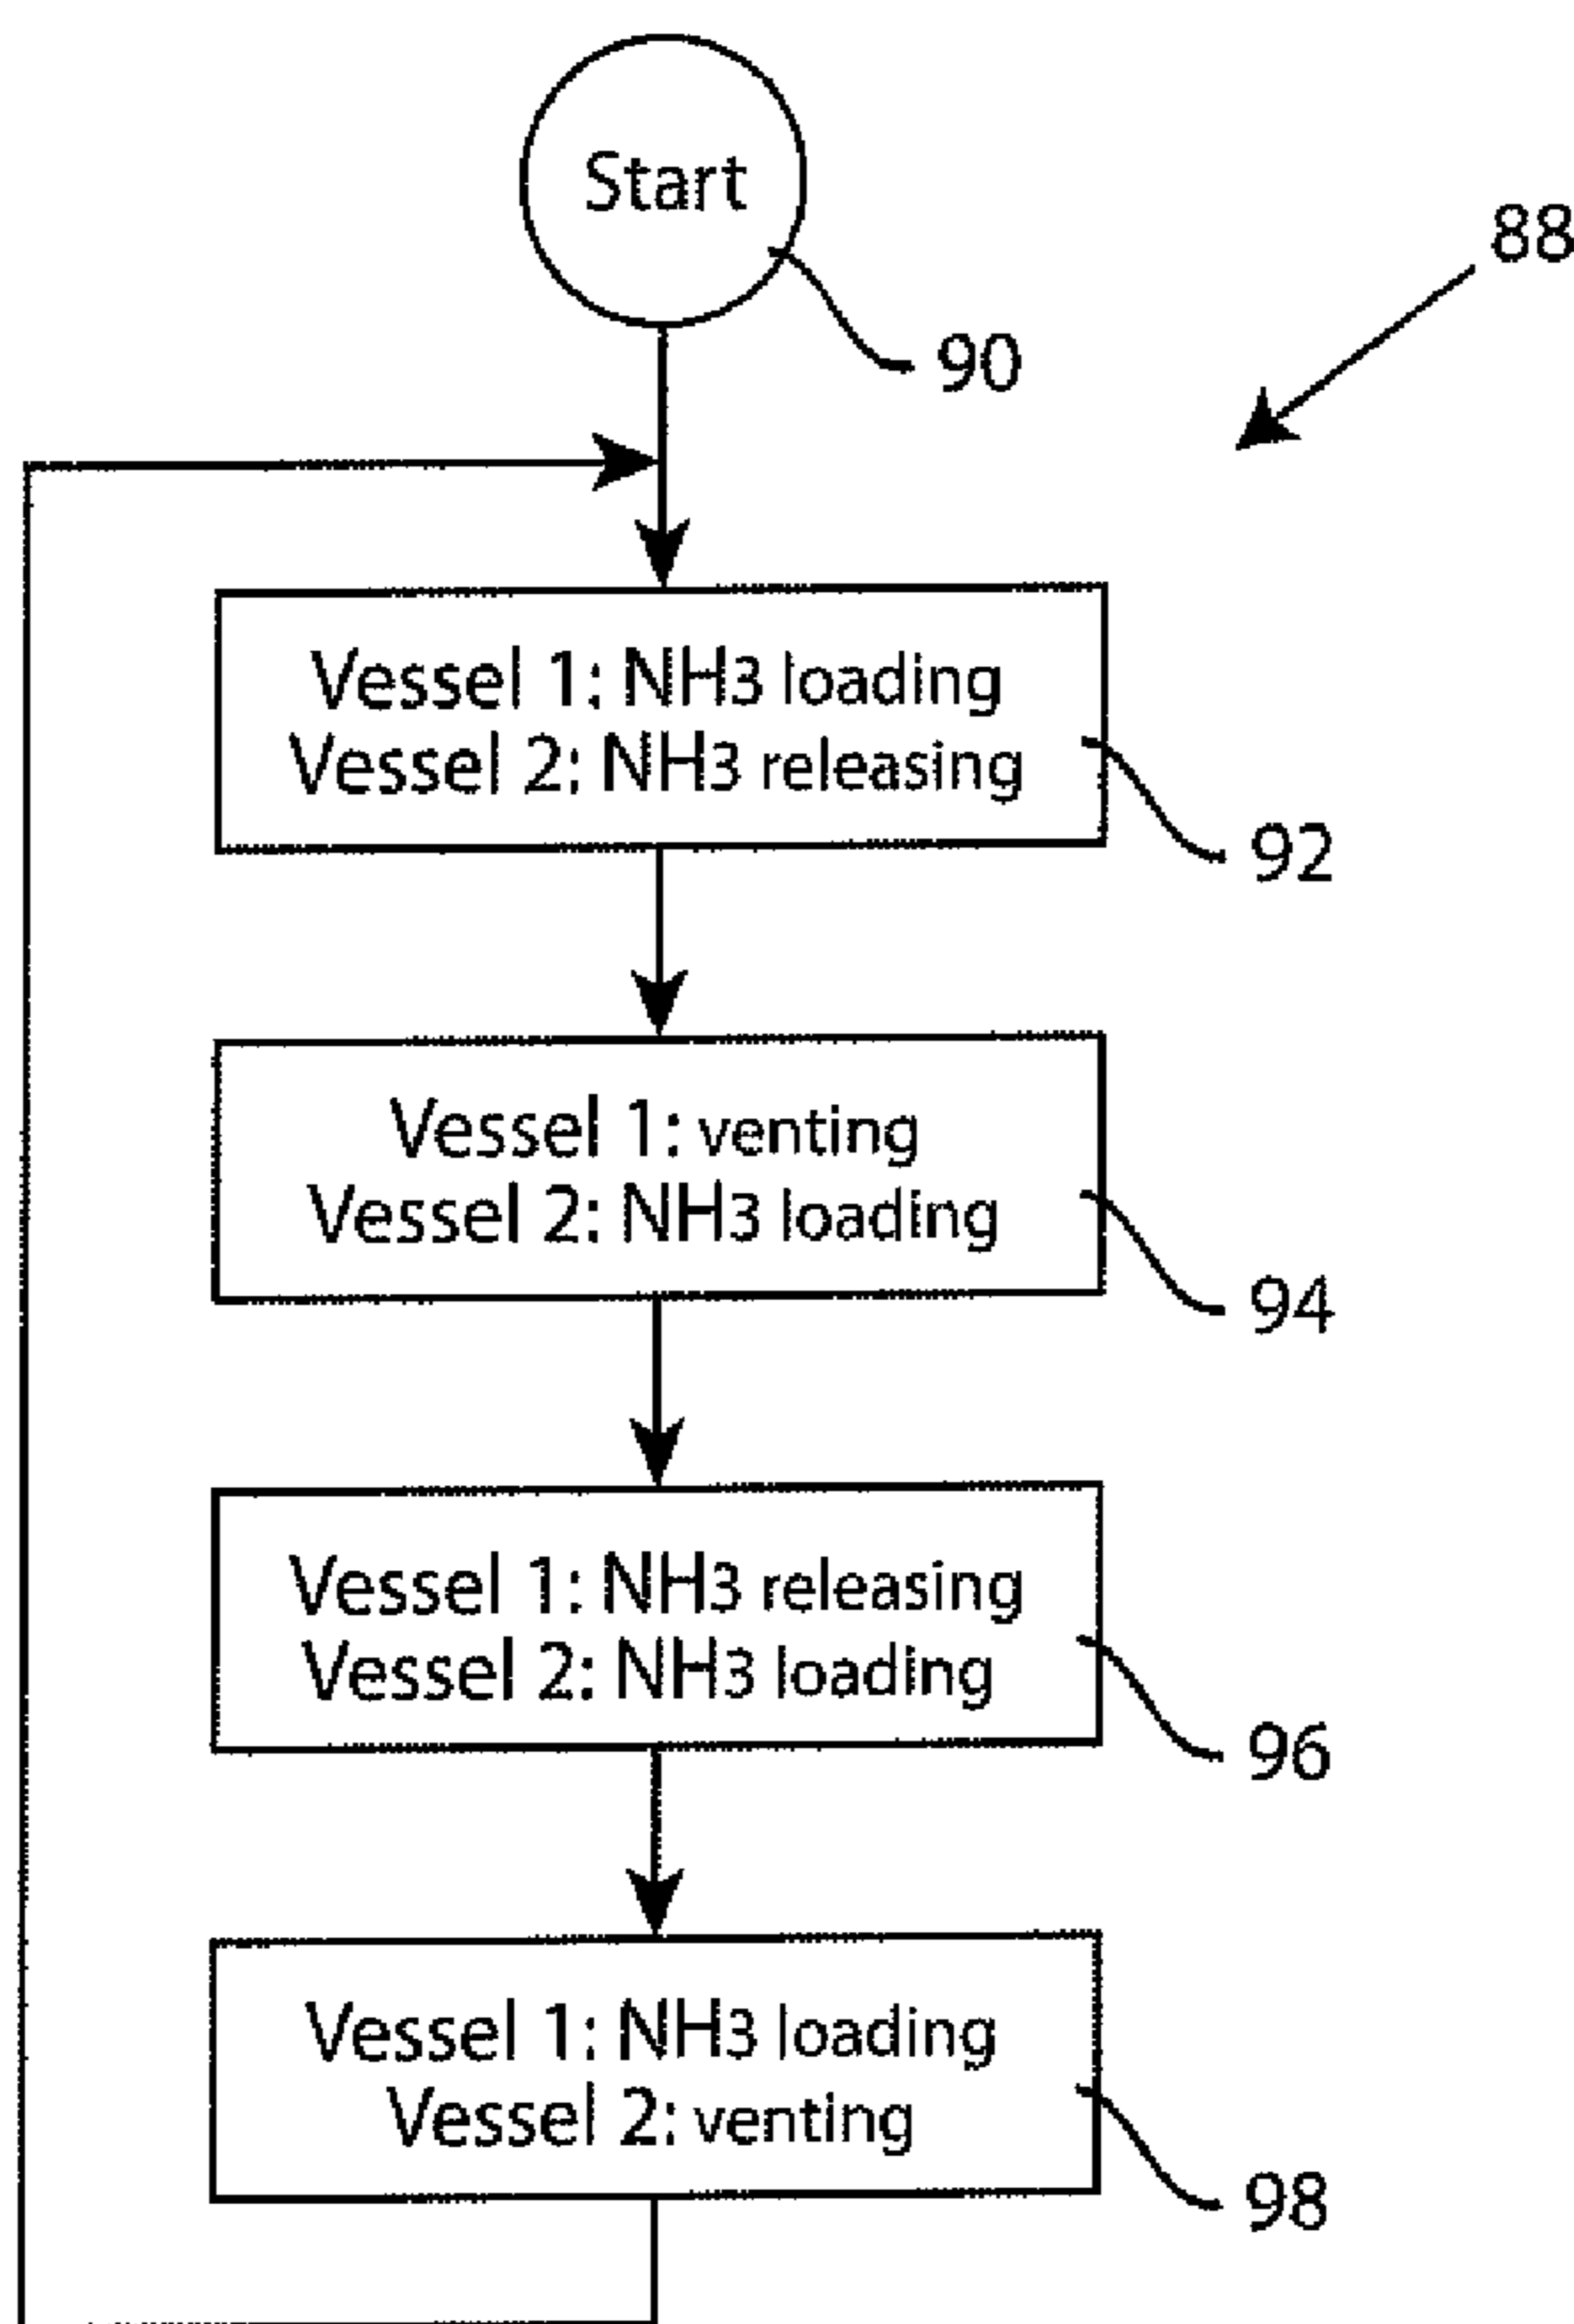 Start
88
90
Vessel 1: NH3 loading
Vessel 2: NH3 releasing
92
Vessel 1: venting
Vessel 2: NH3 loading
94
Vessel 1: NH3 releasing
Vessel 2: NH3 loading
96
Vessel 1: NH3 loading
Vessel 2: venting
98